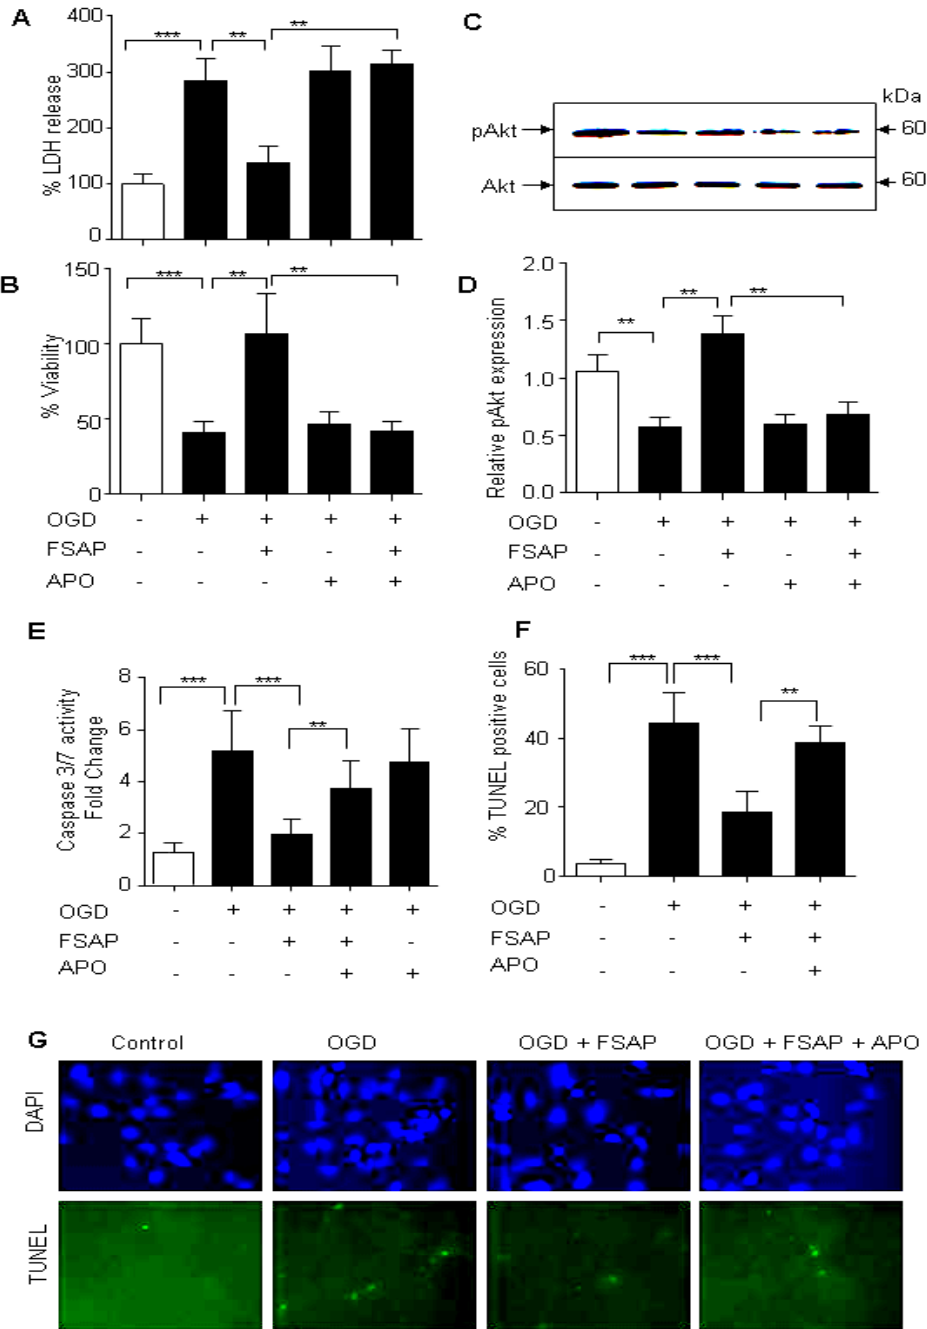 A
% LDH release
400
300
200
100
0
*** ** **
B
% Viability
150
100
50
0
*** ** **
OGD - + + + +
FSAP - - + - +
APO - - - + +
C
kDa
pAkt 60
Akt 60
D
Relative pAkt expression
2.0
1.5
1.0
0.5
0.0
** ** **
OGD - + + + +
FSAP - - + - +
APO - - - + +
E
Caspase 3/7 activity
Fold Change
8
6
4
2
0
*** *** **
OGD - + + + +
FSAP - - + + -
APO - - - + +
F
% TUNEL positive cells
60
40
20
0
*** *** **
OGD - + + +
FSAP - - + +
APO - - - +
G
Control OGD OGD + FSAP OGD + FSAP + APO
DAPI
TUNEL